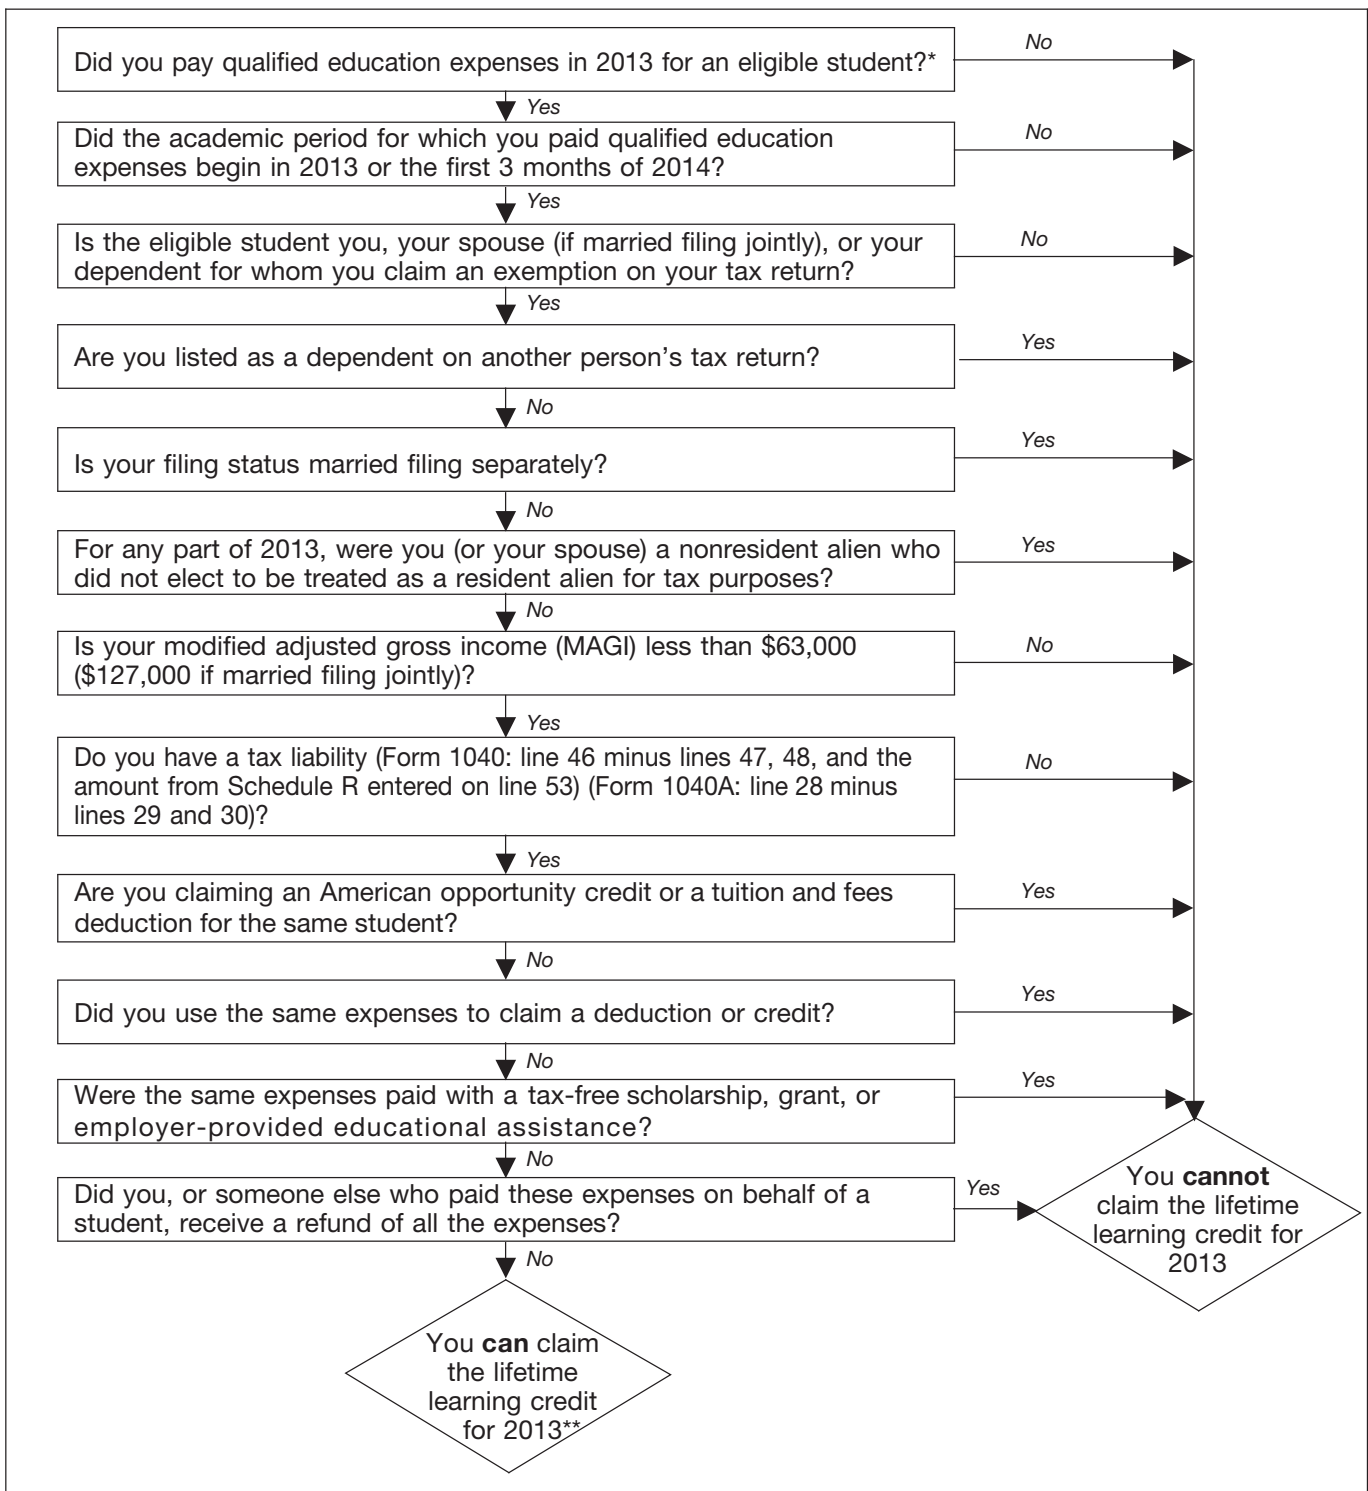 Did you pay qualified education expenses in 2013 for an eligible student?*
No
Yes
Did the academic period for which you paid qualified education
expenses begin in 2013 or the first 3 months of 2014?
No
Yes
Is the eligible student you, your spouse (if married filing jointly), or your
dependent for whom you claim an exemption on your tax return?
No
Yes
Are you listed as a dependent on another person's tax return?
Yes
No
Is your filing status married filing separately?
Yes
No
For any part of 2013, were you (or your spouse) a nonresident alien who
did not elect to be treated as a resident alien for tax purposes?
Yes
No
Is your modified adjusted gross income (MAGI) less than $63,000
($127,000 if married filing jointly)?
No
Yes
Do you have a tax liability (Form 1040: line 46 minus lines 47, 48, and the
amount from Schedule R entered on line 53) (Form 1040A: line 28 minus
lines 29 and 30)?
No
Yes
Are you claiming an American opportunity credit or a tuition and fees
deduction for the same student?
Yes
No
Did you use the same expenses to claim a deduction or credit?
Yes
No
Were the same expenses paid with a tax-free scholarship, grant, or
employer-provided educational assistance?
Yes
No
Did you, or someone else who paid these expenses on behalf of a
student, receive a refund of all the expenses?
Yes
No
You cannot
claim the lifetime
learning credit for
2013
You can claim
the lifetime
learning credit
for 2013**